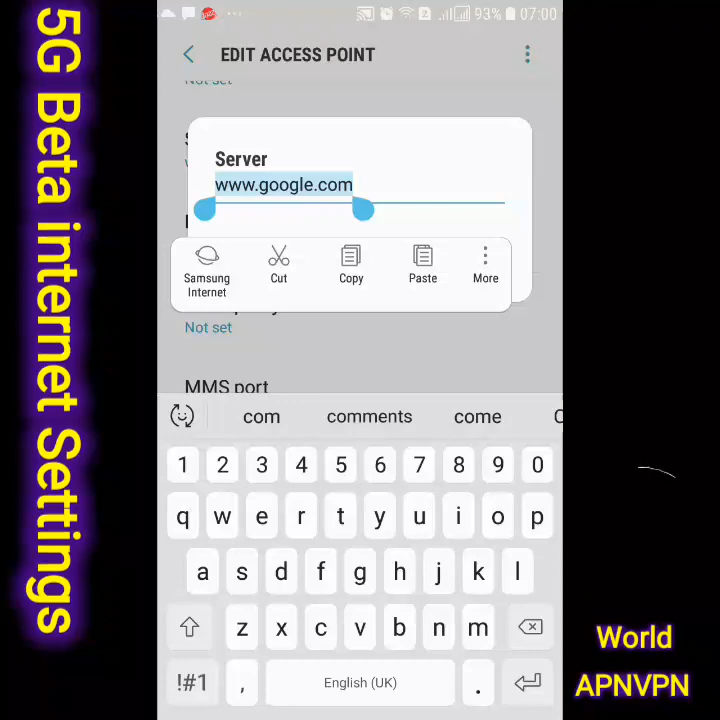 5G Beta internet Settings
93% 07:00
EDIT ACCESS POINT
Not set
Server
www.google.com
Samsung Internet
Cut
Copy
Paste
More
Not set
MMS port
com comments come
1 2 3 4 5 6 7 8 9 0
q w e r t y u i o p
a s d f g h j k l
z x c v b n m
!#1 , English (UK) .
World
APNVPN